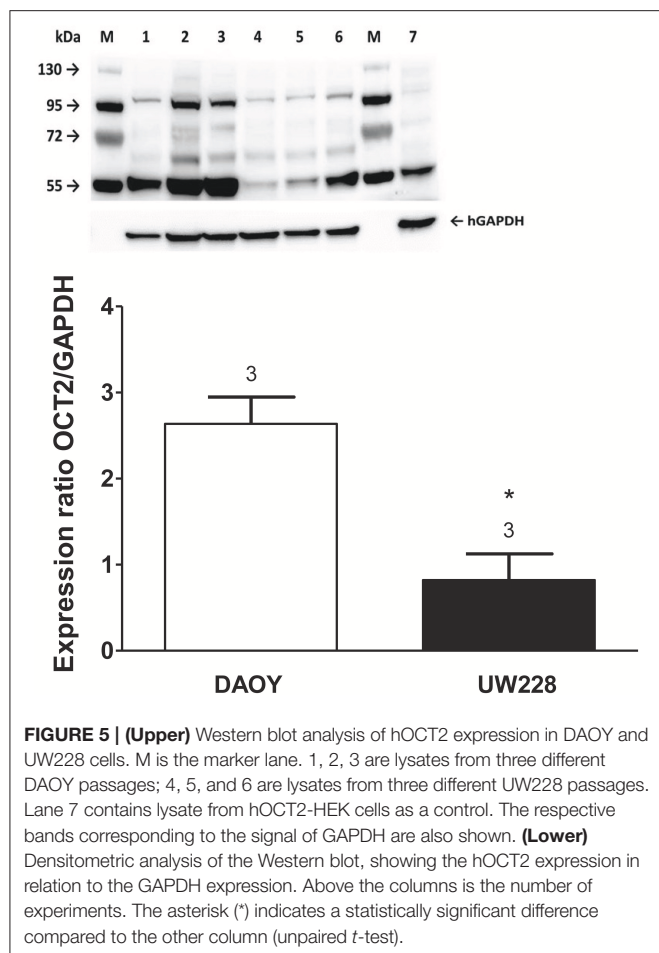 kDa M 1 2 3 4 5 6 M 7
130 →
95 →
72 →
55 →
← hGAPDH
Expression ratio OCT2/GAPDH
4
3
2
1
0
3
*
3
DAOY UW228
FIGURE 5 | (Upper) Western blot analysis of hOCT2 expression in DAOY and
UW228 cells. M is the marker lane. 1, 2, 3 are lysates from three different
DAOY passages; 4, 5, and 6 are lysates from three different UW228 passages.
Lane 7 contains lysate from hOCT2-HEK cells as a control. The respective
bands corresponding to the signal of GAPDH are also shown. (Lower)
Densitometric analysis of the Western blot, showing the hOCT2 expression in
relation to the GAPDH expression. Above the columns is the number of
experiments. The asterisk (*) indicates a statistically significant difference
compared to the other column (unpaired t-test).